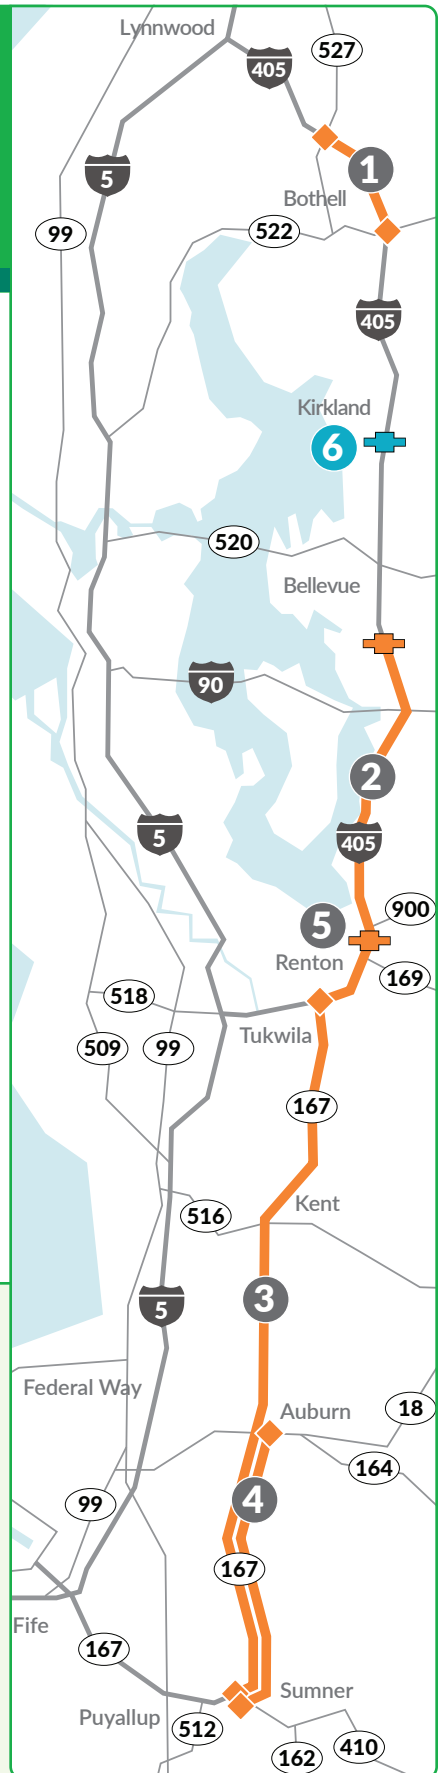 Lynnwood
527
405
5
1
Bothell
99
522
405
Kirkland
6
520
Bellevue
90
2
5
405
900
5
Renton
169
518
Tukwila
509
99
167
Kent
516
3
5
Federal Way
18
Auburn
164
4
99
167
Fife
167
Sumner
Puyallup
512
410
162